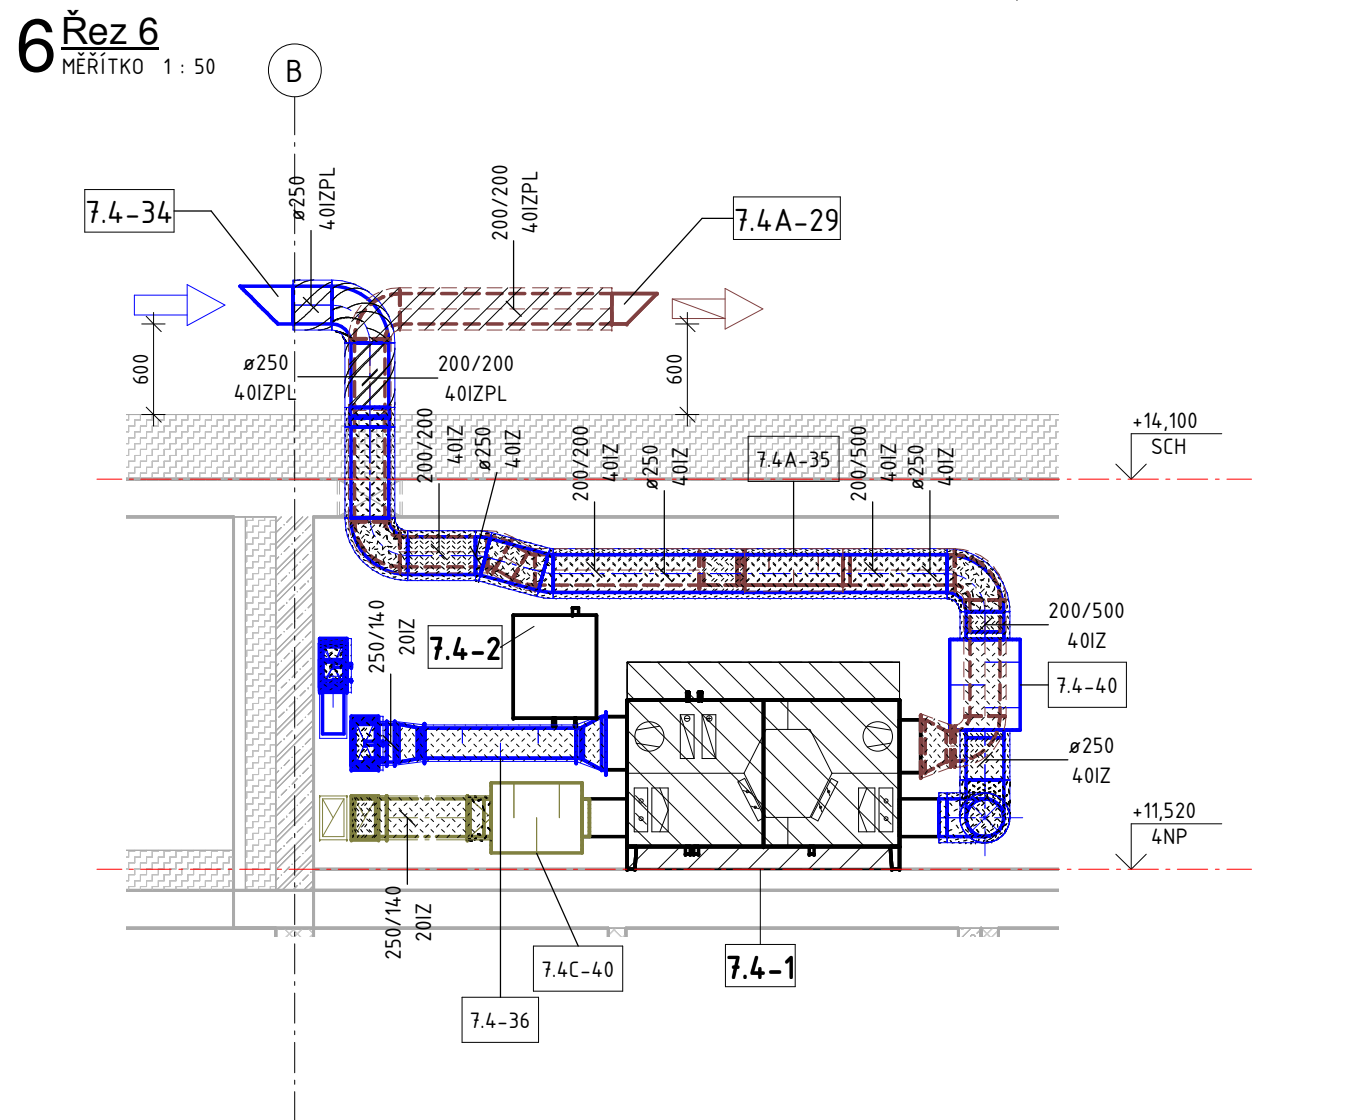 6 Řez 6
MĚŘÍTKO 1 : 50
B
7.4-34
ø250
40IZPL
200/200
40IZPL
7.4A-29
600
ø250
40IZPL
200/200
40IZPL
600
200/200
40IZ
ø250
40IZ
200/200
40IZ
ø250
40IZ
7.4A-35
200/500
40IZ
ø250
40IZ
+14,100
SCH
250/140
20IZ
7.4-2
200/500
40IZ
7.4-40
ø250
40IZ
+11,520
4NP
250/140
20IZ
7.4C-40
7.4-1
7.4-36